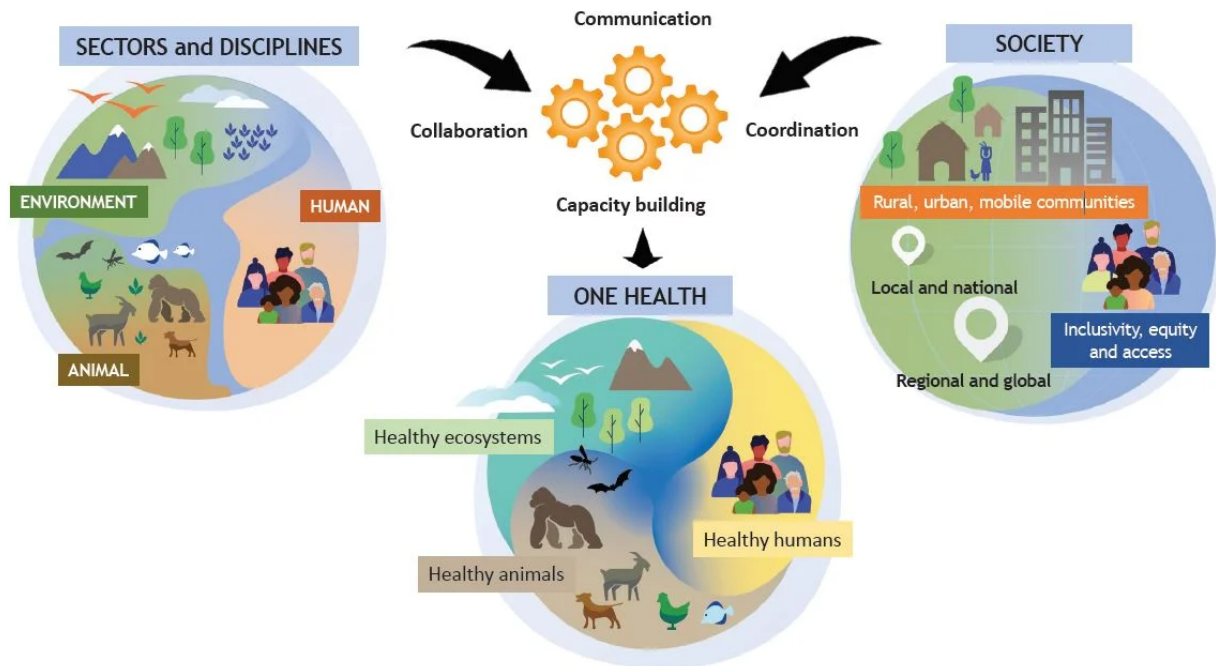 Communication
SECTORS and DISCIPLINES
SOCIETY
Collaboration
Coordination
ENVIRONMENT
HUMAN
Capacity building
Rural, urban, mobile communities
Local and national
ONE HEALTH
Inclusivity, equity
and access
ANIMAL
Regional and global
Healthy ecosystems
Healthy humans
Healthy animals